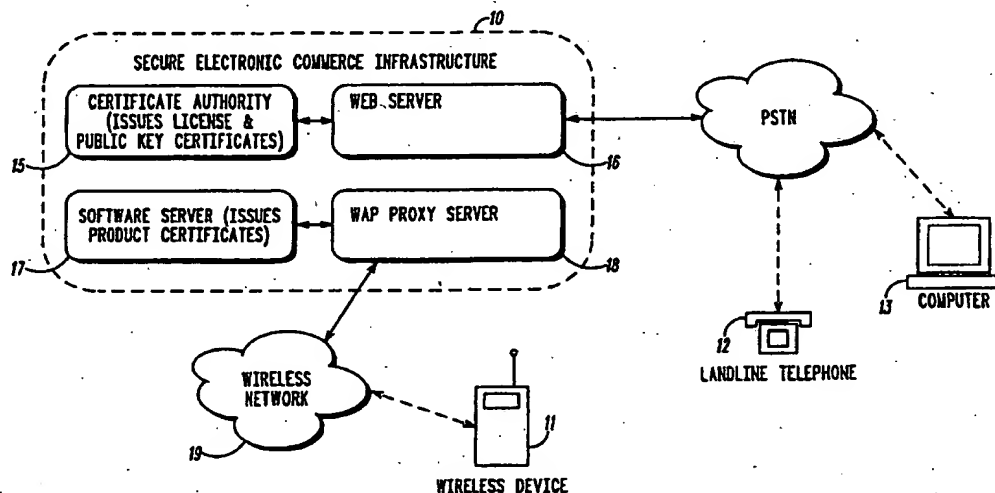 10
SECURE ELECTRONIC COMMERCE INFRASTRUCTURE
CERTIFICATE AUTHORITY
(ISSUES LICENSE &
PUBLIC KEY CERTIFICATES)
WEB SERVER
PSTN
15
16
SOFTWARE SERVER (ISSUES
PRODUCT CERTIFICATES)
WAP PROXY SERVER
17
18
13
COMPUTER
12
LANDLINE TELEPHONE
WIRELESS
NETWORK
19
11
WIRELESS DEVICE